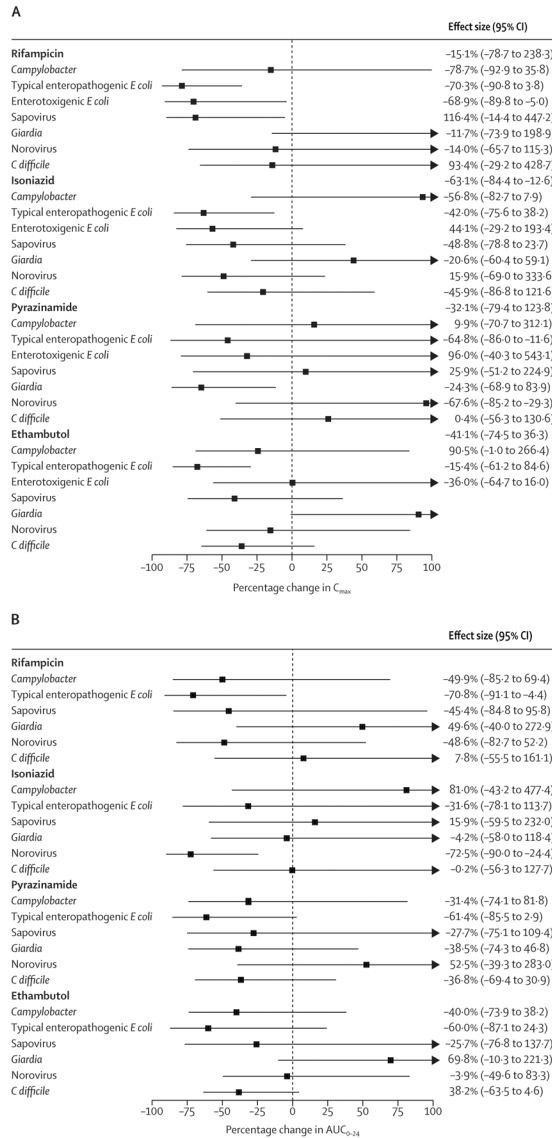 A
Effect size (95% CI)
Rifampicin –15·1% (–78·7 238·3)
Campylobacter –78·7% (–92·9 to 35·8)
Typical enteropathogenic E coli –70·3% (–90·8 to 3·8)
Enterotoxigenic E coli –68·9% (–89·8 to –5·0)
Sapovirus 116·4% (–14·4 to 447·2)
Giardia –11·7% (–73·9 to 198·9
Norovirus –14·0% (–65·7 to 115·3)
C difficile 93·4% (–29·2 to 428·7
Isoniazid –63·1% (–84·4 to –12·6)
Campylobacter –56·8% (–82·7 to 7·9)
Typical enteropathogenic E coli –42·0% (–75·6 to 38·2)
Enterotoxigenic E coli 44·1% (–29·2 to 193·4)
Sapovirus –48·8% (–78·8 to 23·7)
Giardia –20·6% (–60·4 to 59·1)
Norovirus 15·9% (–69·0 to 333·6
C difficile –45·9% (–86·8 to 121·6
Pyrazinamide –32·1% (–79·4 to 123·8)
Campylobacter 9·9% (–70·7 to 312·1)
Typical enteropathogenic E coli –64·8% (–86·0 to –11·6)
Enterotoxigenic E coli 96·0% (–40·3 to 543·1)
Sapovirus 25·9% (–51·2 to 224·9)
Giardia –24·3% (–68·9 to 83·9)
Norovirus –67·6% (–85·2 to –29·3)
C difficile 0·4% (–56·3 to 130·6)
Ethambutol –41·1% (–74·5 to 36·3)
Campylobacter 90·5% (–1·0 to 266·4)
Typical enteropathogenic E coli –15·4% (–61·2 to 84·6)
Enterotoxigenic E coli –36·0% (–64·7 to 16·0)
Sapovirus
Giardia
Norovirus
C difficile
–100 –75 –50 –25 0 25 50 75 100
Percentage change in Cmax
B
Effect size (95% CI)
Rifampicin
Campylobacter –49·9% (–85·2 to 69·4)
Typical enteropathogenic E coli –70·8% (–91·1 to –4·4)
Sapovirus –45·4% (–84·8 to 95·8)
Giardia 49·6% (–40·0 to 272·9)
Norovirus –48·6% (–82·7 to 52·2)
C difficile 7·8% (–55·5 to 161·1)
Isoniazid
Campylobacter 81·0% (–43·2 to 477·4)
Typical enteropathogenic E coli –31·6% (–78·1 to 113·7)
Sapovirus 15·9% (–59·5 to 232·0)
Giardia –4·2% (–58·0 to 118·4)
Norovirus –72·5% (–90·0 to –24·4)
C difficile –0·2% (–56·3 to 127·7)
Pyrazinamide
Campylobacter –31·4% (–74·1 to 81·8)
Typical enteropathogenic E coli –61·4% (–85·5 to 2·9)
Sapovirus –27·7% (–75·1 to 109·4)
Giardia –38·5% (–74·3 to 46·8)
Norovirus 52·5% (–39·3 to 283·0)
C difficile –36·8% (–69·4 to 30·9)
Ethambutol
Campylobacter –40·0% (–73·9 to 38·2)
Typical enteropathogenic E coli –60·0% (–87·1 to 24·3)
Sapovirus –25·7% (–76·8 to 137·7)
Giardia 69·8% (–10·3 to 221·3)
Norovirus –3·9% (–49·6 to 83·3)
C difficile 38·2% (–63·5 to 4·6)
–100 –75 –50 –25 0 25 50 75 100
Percentage change in AUC0–24